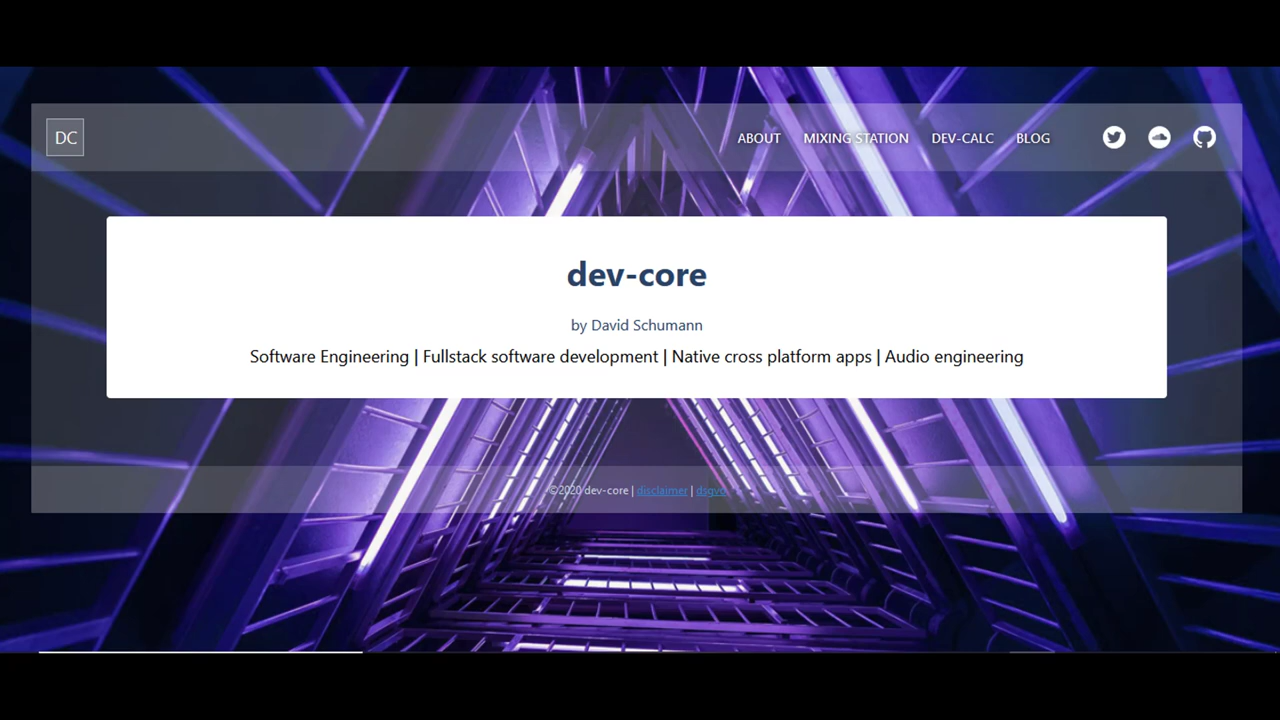 DC
ABOUT MIXING STATION DEV-CALC BLOG
dev-core
by David Schumann
Software Engineering | Fullstack software development | Native cross platform apps | Audio engineering
©2020 dev-core | disclaimer | dsgvo